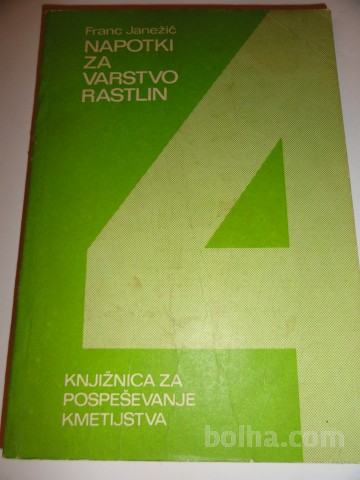 Franc Janežič
NAPOTKI
ZA
VARSTVO
RASTLIN
4
KNJIŽNICA ZA
POSPEŠEVANJE
KMETIJSTVA
bolha.com